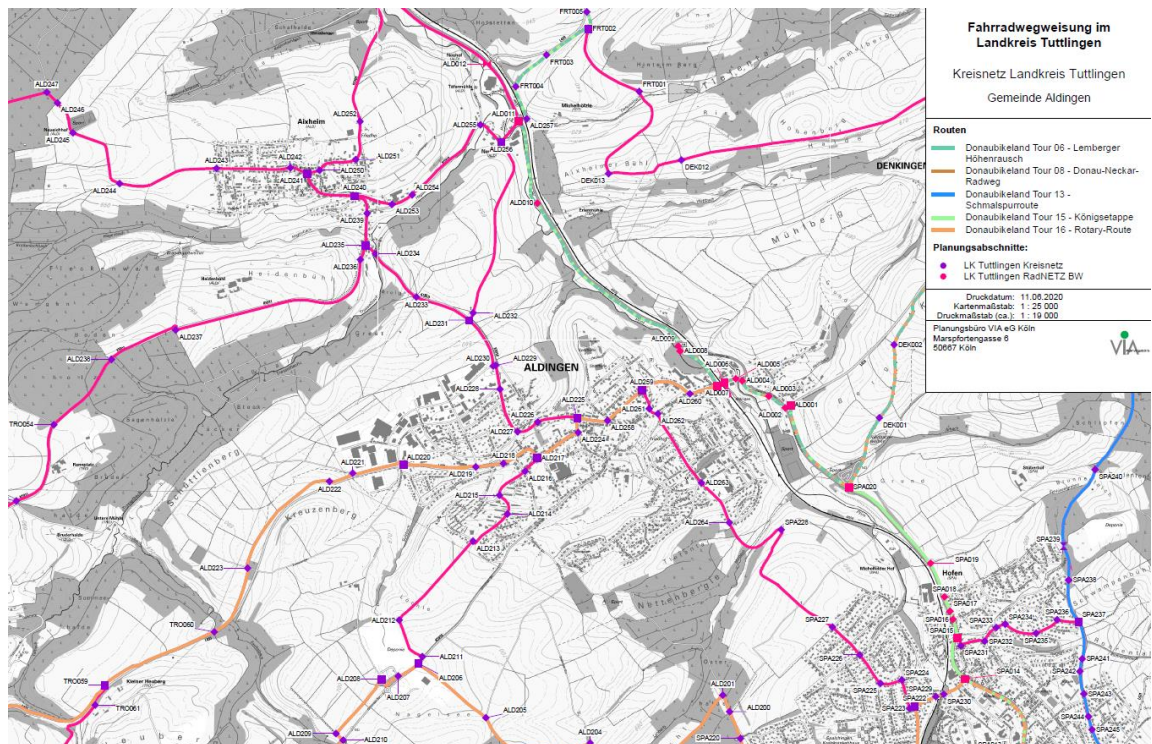 Fahrradwegweisung im
Landkreis Tuttlingen
Kreisnetz Landkreis Tuttlingen
Gemeinde Aldingen
Routen
Donaubikeland Tour 06 - Lemberger
Höhenrausch
Donaubikeland Tour 08 - Donau-Neckar-
Radweg
Donaubikeland Tour 13 -
Schmalspurroute
Donaubikeland Tour 15 - Königsetappe
Donaubikeland Tour 16 - Rotary-Route
Planungsabschnitte:
LK Tuttlingen Kreisnetz
LK Tuttlingen RadNETZ BW
Druckdatum: 11.06.2020
Kartenmaßstab: 1 : 25 000
Druckmaßstab (ca.): 1 : 19 000
Planungsbüro VIA eG Köln
Marspfortengasse 6
50667 Köln
VIA
FRT005
FRT002
FRT003
ALD012
FRT004
FRT001
ALD247
ALD246
ALD245
ALD252
ALD255
ALD011
ALD257
ALD256
Michelhölzle
Aixheim
ALD251
ALD243
ALD242
ALD250
ALD241
ALD244
ALD240
ALD254
ALD253
DEK012
DEK013
DENKINGEN
ALD010
ALD239
ALD235
ALD236
ALD234
Mühlberg
ALD233
ALD232
ALD231
ALD237
ALD238
ALD009
ALD008
DEK002
ALD230
ALD229
ALDINGEN
ALD228
ALD006
ALD005
ALD004
ALD007
ALD003
ALD002
ALD001
ALD259
ALD260
ALD251
ALD252
ALD258
ALD225
ALD226
ALD227
ALD224
DEK001
TRO054
ALD217
ALD218
ALD219
ALD220
ALD221
ALD222
ALD216
ALD215
ALD214
ALD213
ALD263
ALD264
SPA020
SPA240
SPA228
SPA239
SPA238
Kreuzenberg
ALD223
SPA019
Hofen
SPA018
SPA017
SPA016
SPA015
SPA233
SPA234
SPA236
SPA237
SPA232
SPA235
SPA231
TRO060
ALD212
ALD211
SPA227
SPA226
SPA225
SPA224
SPA241
SPA242
SPA014
TRO059
Kleiner Heuberg
TRO061
ALD208
ALD207
ALD206
ALD205
ALD201
ALD200
SPA229
SPA222
SPA223
SPA230
SPA243
SPA244
SPA245
ALD209
ALD210
ALD204
SPA220